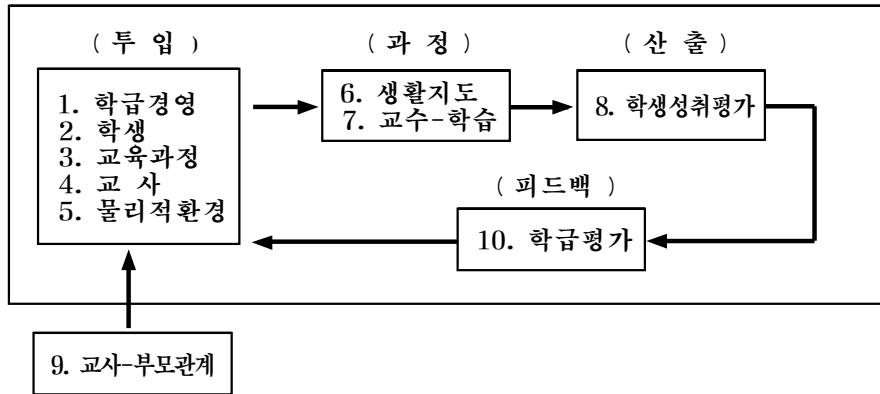 ( 투 입 )
( 과 정 )
( 산 출 )
1. 학급경영
2. 학생
3. 교육과정
4. 교 사
5. 물리적환경
6. 생활지도
7. 교수-학습
8. 학생성취평가
( 피드백 )
10. 학급평가
9. 교사-부모관계